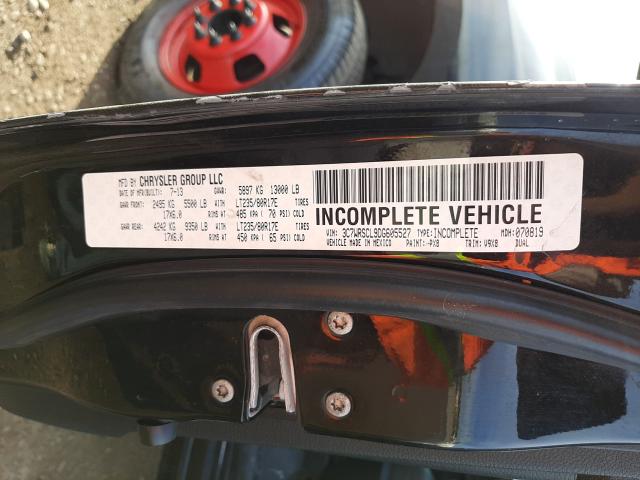 MFD BY CHRYSLER GROUP LLC
DATE OF MFR(BUILT): 7-13 GVWR: 5897 KG 13000 LB
GAWR FRONT: 2495 KG 5500 LB WITH LT235/80R17E TIRES
17X6.0 RIMS AT 485 KPA ( 70 PSI) COLD
GAWR REAR: 4242 KG 9350 LB WITH LT235/80R17E TIRES
17X6.0 RIMS AT 450 KPA ( 65 PSI) COLD
INCOMPLETE VEHICLE
VIN: 3C7WRSCL9DG605527 TYPE: INCOMPLETE MDH: 070819
VEHICLE MADE IN MEXICO PAINT: -PX8 TRIM: V9X8 DUAL